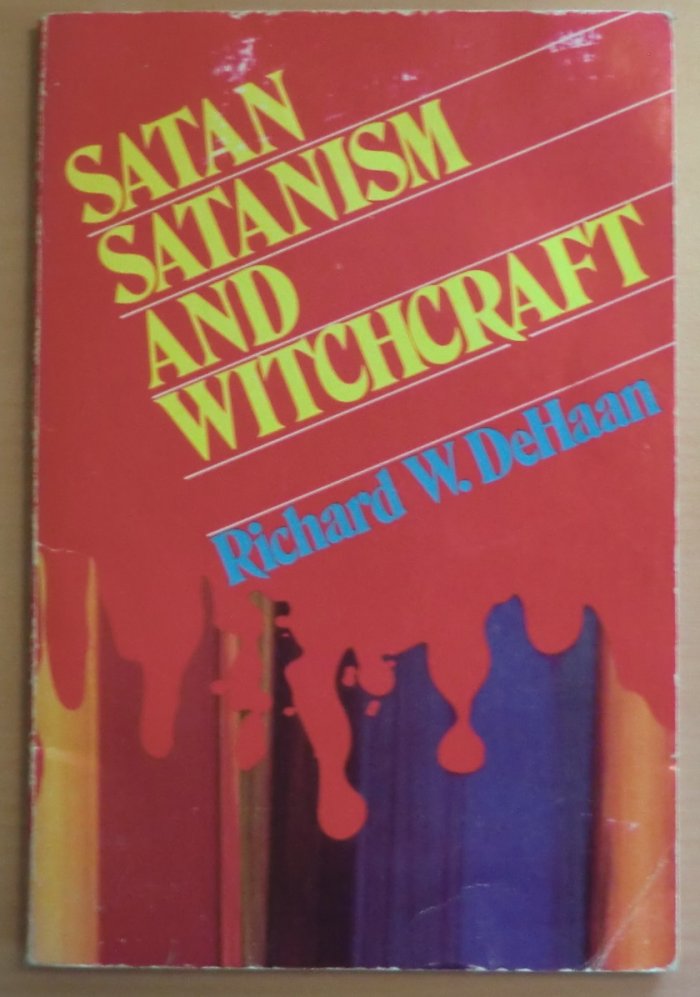 SATAN
SATANISM
AND
WITCHCRAFT
Richard W. DeHaan